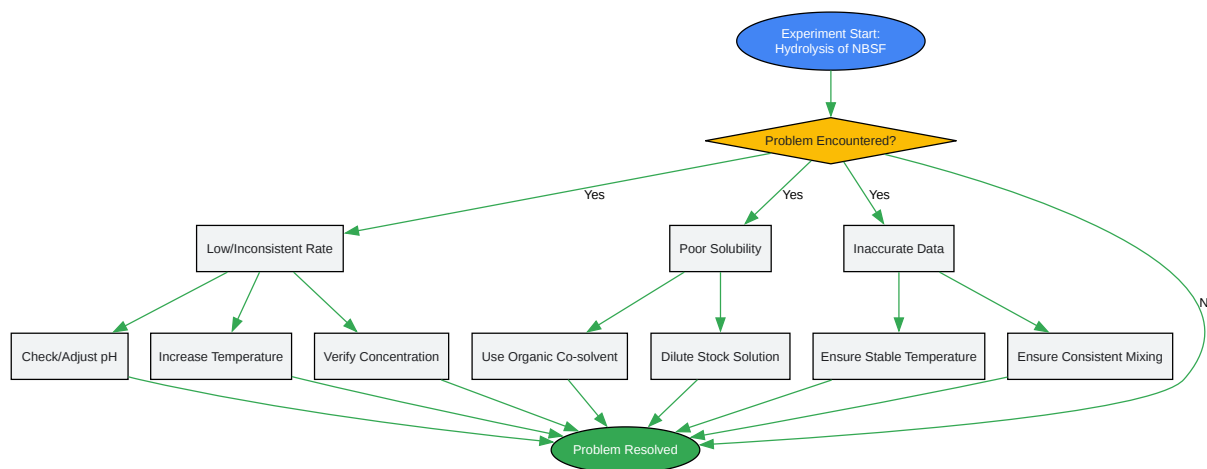 Experiment Start:
Hydrolysis of NBSF
Problem Encountered?
Yes
Yes
Yes
Low/Inconsistent Rate
Poor Solubility
Inaccurate Data
N
Check/Adjust pH
Increase Temperature
Verify Concentration
Use Organic Co-solvent
Dilute Stock Solution
Ensure Stable Temperature
Ensure Consistent Mixing
Problem Resolved